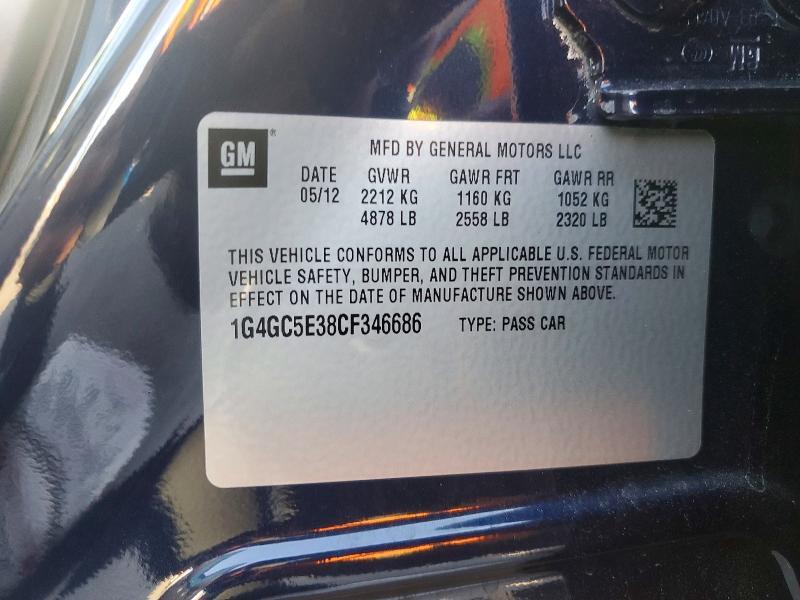 GM
MFD BY GENERAL MOTORS LLC
DATE GVWR GAWR FRT GAWR RR
05/12 2212 KG 1160 KG 1052 KG
4878 LB 2558 LB 2320 LB
THIS VEHICLE CONFORMS TO ALL APPLICABLE U.S. FEDERAL MOTOR
VEHICLE SAFETY, BUMPER, AND THEFT PREVENTION STANDARDS IN
EFFECT ON THE DATE OF MANUFACTURE SHOWN ABOVE.
1G4GC5E38CF346686 TYPE: PASS CAR